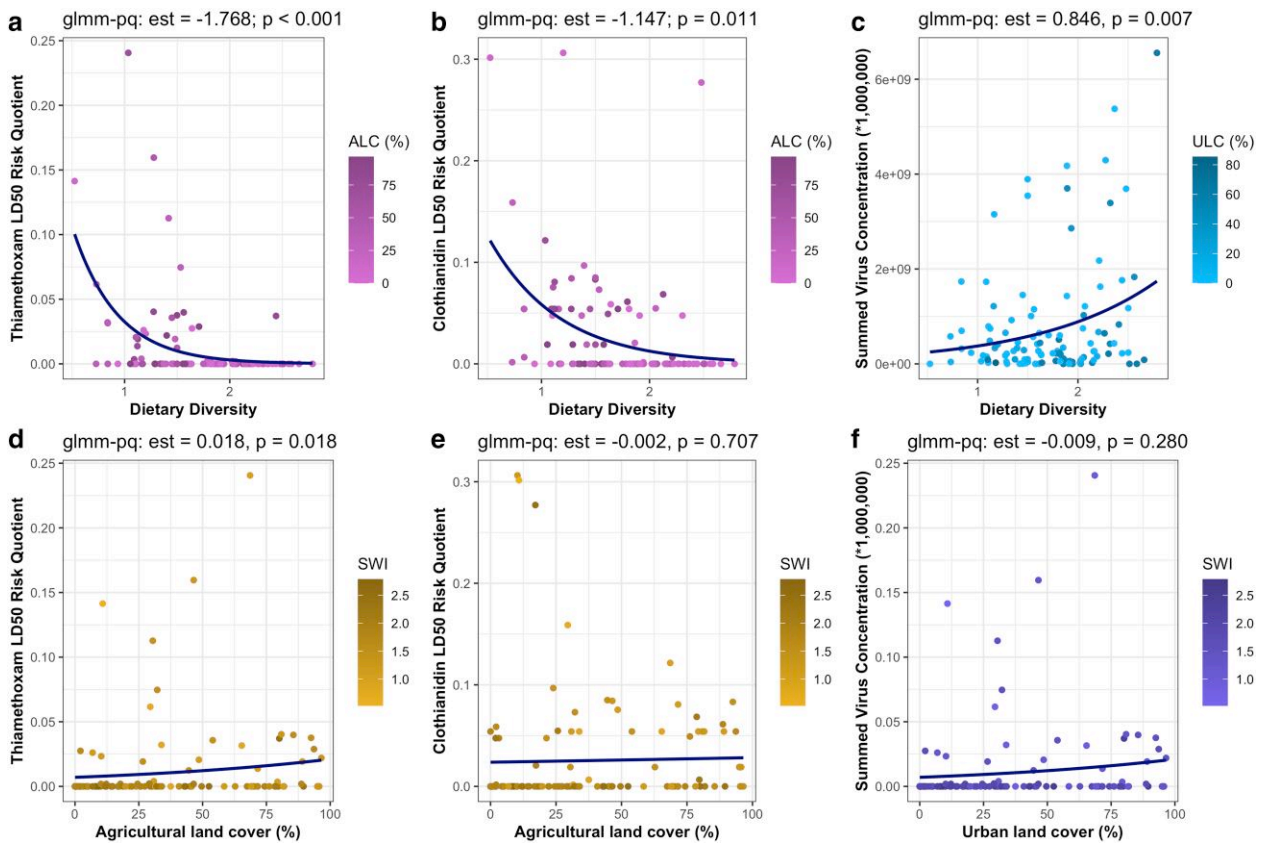 a
glmm-pq: est = -1.768; p < 0.001
Thiamethoxam LD50 Risk Quotient
0.25
0.20
0.15
0.10
0.05
0.00
1
2
Dietary Diversity
ALC (%)
75
50
25
0
b
glmm-pq: est = -1.147; p = 0.011
Clothianidin LD50 Risk Quotient
0.3
0.2
0.1
0.0
1
2
Dietary Diversity
ALC (%)
75
50
25
0
c
glmm-pq: est = 0.846, p = 0.007
Summed Virus Concentration (*1,000,000)
6e+09
4e+09
2e+09
0e+00
1
2
Dietary Diversity
ULC (%)
80
60
40
20
0
d
glmm-pq: est = 0.018, p = 0.018
Thiamethoxam LD50 Risk Quotient
0.25
0.20
0.15
0.10
0.05
0.00
0
25
50
75
100
Agricultural land cover (%)
SWI
2.5
2.0
1.5
1.0
e
glmm-pq: est = -0.002, p = 0.707
Clothianidin LD50 Risk Quotient
0.3
0.2
0.1
0.0
0
25
50
75
100
Agricultural land cover (%)
SWI
2.5
2.0
1.5
1.0
f
glmm-pq: est = -0.009, p = 0.280
Summed Virus Concentration (*1,000,000)
0.25
0.20
0.15
0.10
0.05
0.00
0
25
50
75
100
Urban land cover (%)
SWI
2.5
2.0
1.5
1.0